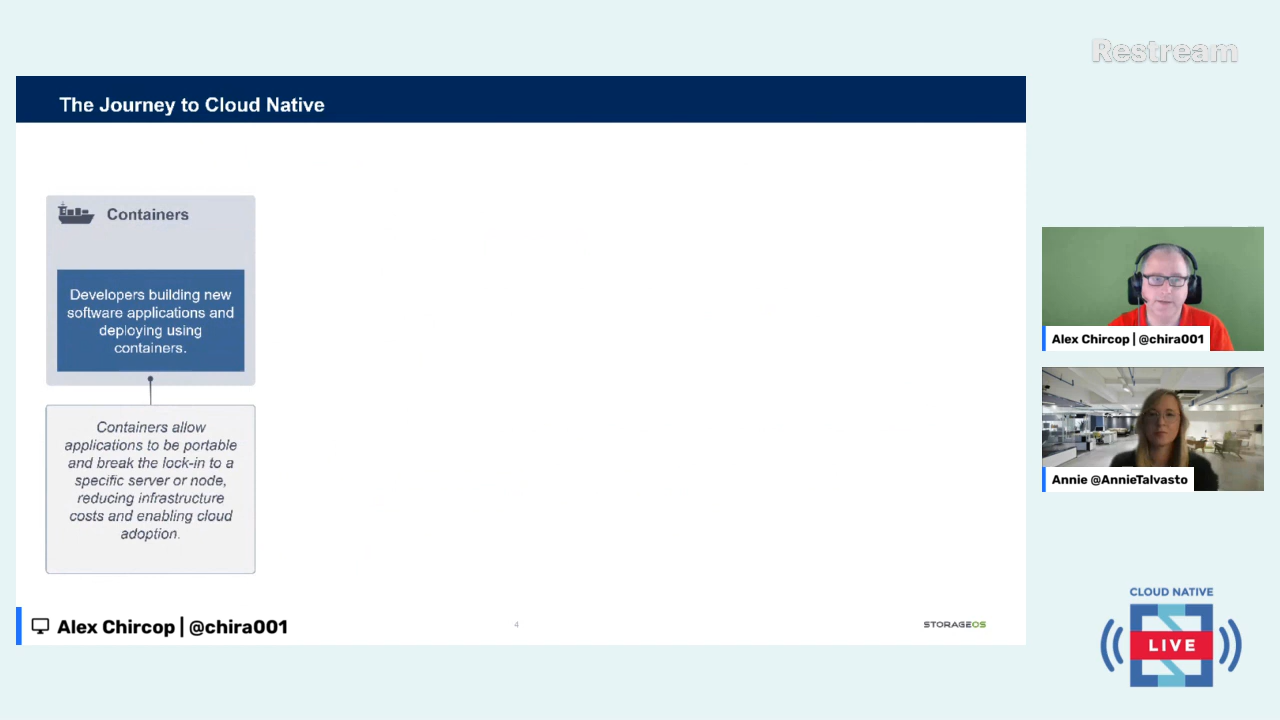 Restream
The Journey to Cloud Native
Containers
Developers building new
software applications and
deploying using
containers.
Containers allow
applications to be portable
and break the lock-in to a
specific server or node,
reducing infrastructure
costs and enabling cloud
adoption.
Alex Chircop | @chira001
4
STORAGEOS
Alex Chircop | @chira001
Annie @AnnieTalvasto
CLOUD NATIVE
LIVE